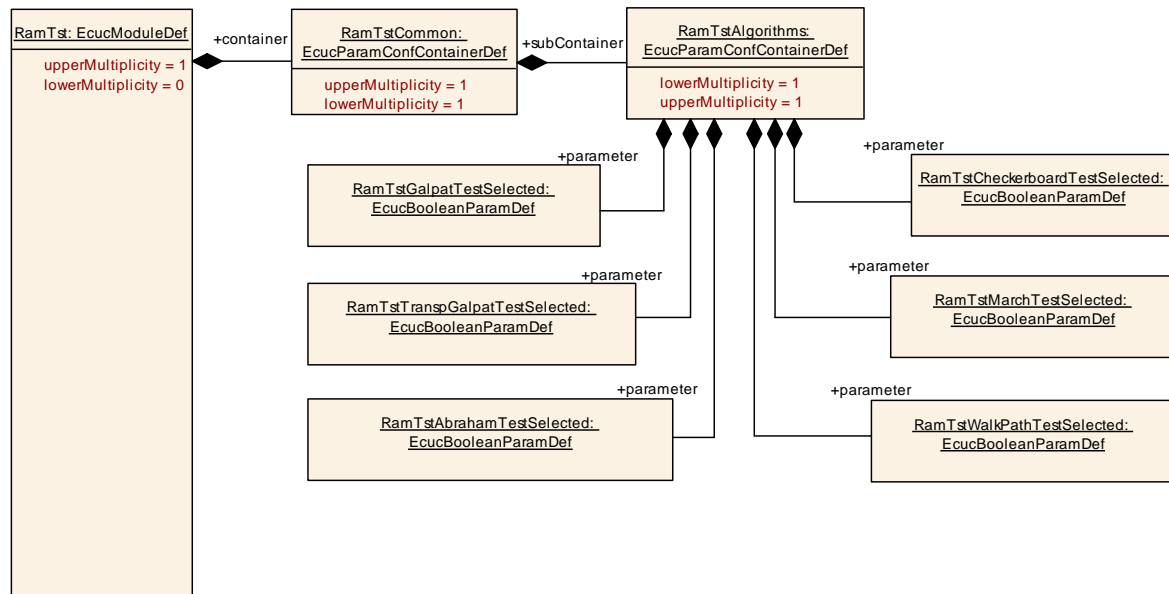 RamTst: EcucModuleDef
upperMultiplicity = 1
lowerMultiplicity = 0
+container
RamTstCommon:
EcucParamConfContainerDef
upperMultiplicity = 1
lowerMultiplicity = 1
+subContainer
RamTstAlgorithms:
EcucParamConfContainerDef
lowerMultiplicity = 1
upperMultiplicity = 1
+parameter
RamTstGalpatTestSelected:
EcucBooleanParamDef
+parameter
RamTstCheckerboardTestSelected:
EcucBooleanParamDef
+parameter
RamTstTranspGalpatTestSelected:
EcucBooleanParamDef
+parameter
RamTstMarchTestSelected:
EcucBooleanParamDef
+parameter
RamTstAbrahamTestSelected:
EcucBooleanParamDef
+parameter
RamTstWalkPathTestSelected:
EcucBooleanParamDef